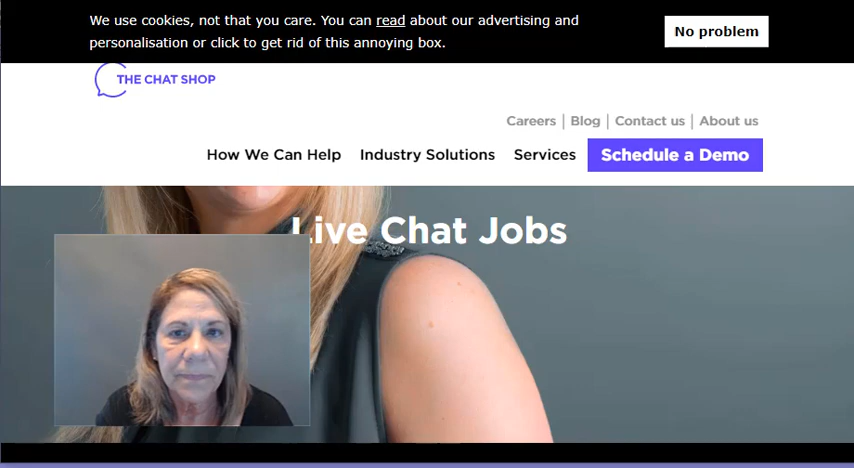 We use cookies, not that you care. You can read about our advertising and
personalisation or click to get rid of this annoying box.
No problem
THE CHAT SHOP
Careers | Blog | Contact us | About us
How We Can Help Industry Solutions Services Schedule a Demo
Live Chat Jobs